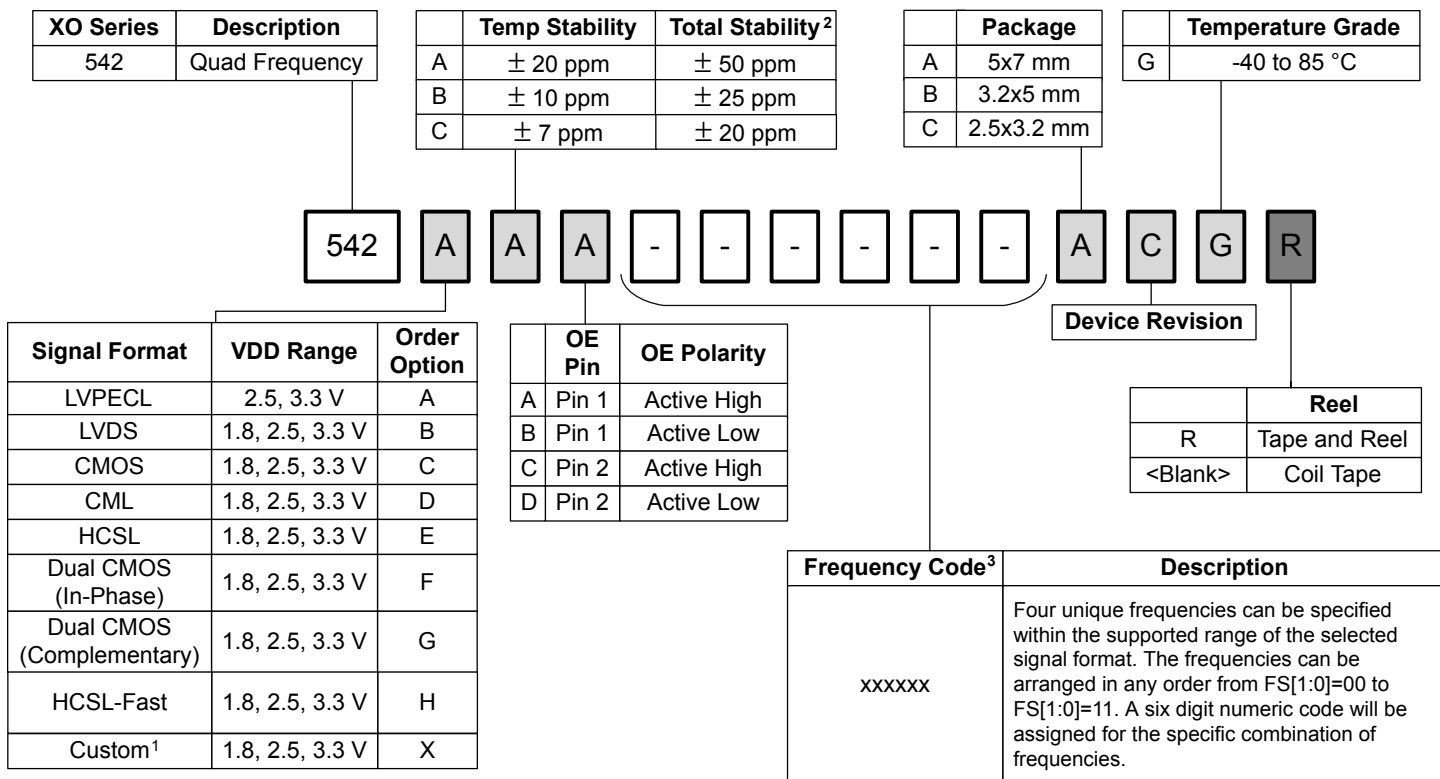 XO Series Description
542 Quad Frequency
Temp Stability Total Stability 2
A ± 20 ppm ± 50 ppm
B ± 10 ppm ± 25 ppm
C ± 7 ppm ± 20 ppm
Package
A 5x7 mm
B 3.2x5 mm
C 2.5x3.2 mm
Temperature Grade
G -40 to 85 °C
542 A A A - - - - - - A C G R
Signal Format VDD Range Order Option
LVPECL 2.5, 3.3 V A
LVDS 1.8, 2.5, 3.3 V B
CMOS 1.8, 2.5, 3.3 V C
CML 1.8, 2.5, 3.3 V D
HCSL 1.8, 2.5, 3.3 V E
Dual CMOS (In-Phase) 1.8, 2.5, 3.3 V F
Dual CMOS (Complementary) 1.8, 2.5, 3.3 V G
HCSL-Fast 1.8, 2.5, 3.3 V H
Custom1 1.8, 2.5, 3.3 V X
OE Pin OE Polarity
A Pin 1 Active High
B Pin 1 Active Low
C Pin 2 Active High
D Pin 2 Active Low
Device Revision
Reel
R Tape and Reel
<Blank> Coil Tape
Frequency Code3 Description
xxxxxx
Four unique frequencies can be specified
within the supported range of the selected
signal format. The frequencies can be
arranged in any order from FS[1:0]=00 to
FS[1:0]=11. A six digit numeric code will be
assigned for the specific combination of
frequencies.